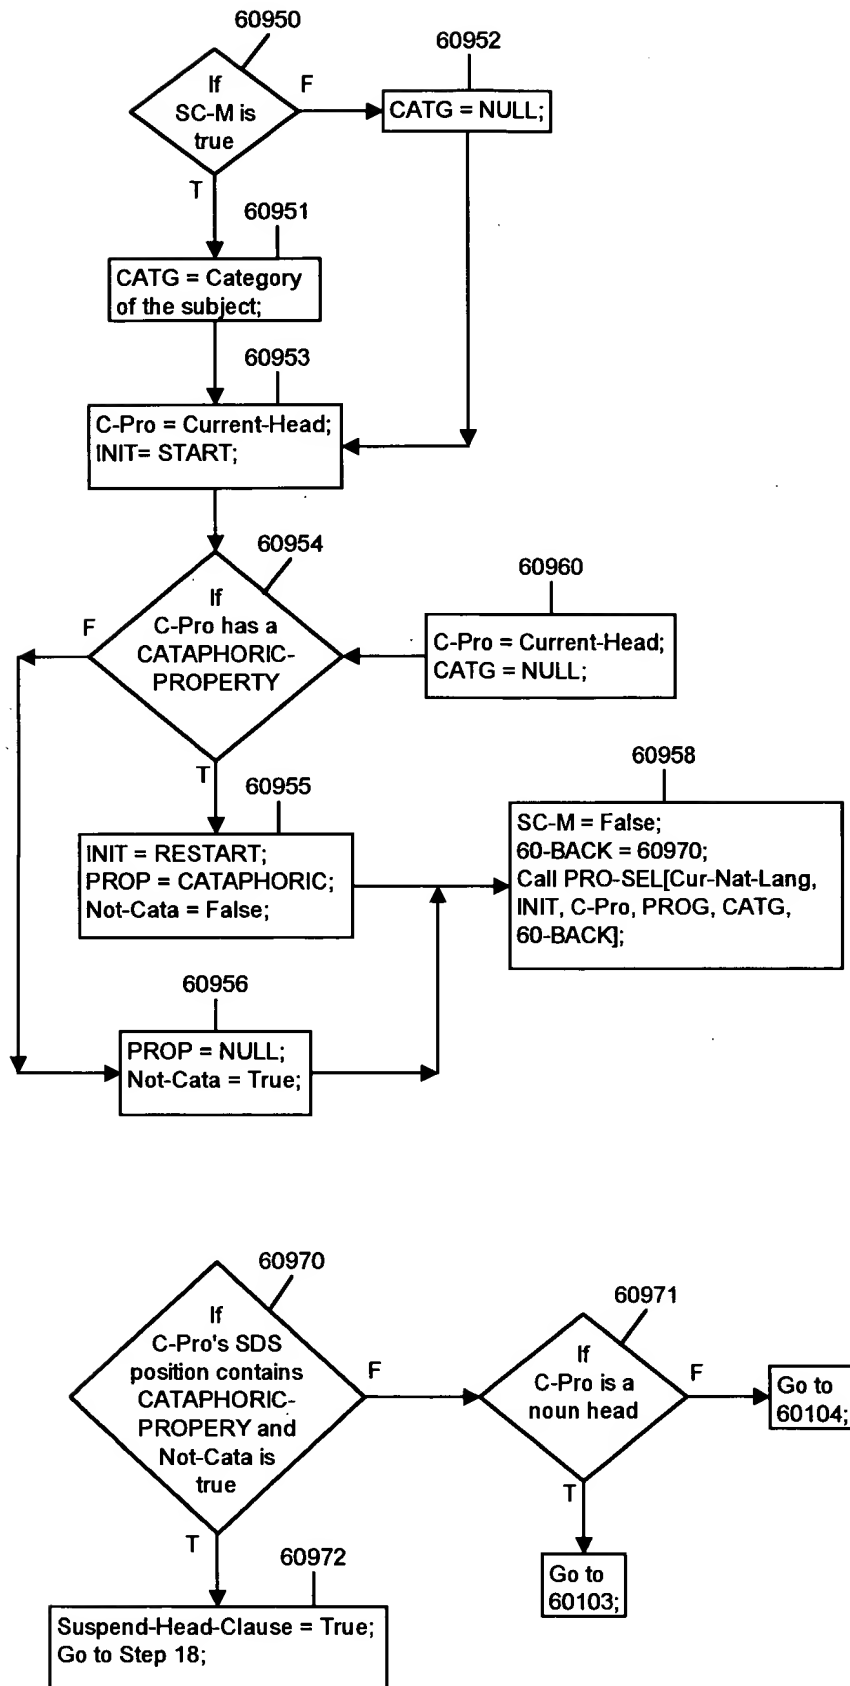 60950
If
SC-M is
true
F
T
60952
CATG = NULL;
60951
CATG = Category
of the subject;
60953
C-Pro = Current-Head;
INIT= START;
60954
If
C-Pro has a
CATAPHORIC-
PROPERTY
F
T
60960
C-Pro = Current-Head;
CATG = NULL;
60955
INIT = RESTART;
PROP = CATAPHORIC;
Not-Cata = False;
60958
SC-M = False;
60-BACK = 60970;
Call PRO-SEL[Cur-Nat-Lang,
INIT, C-Pro, PROG, CATG,
60-BACK];
60956
PROP = NULL;
Not-Cata = True;
60970
If
C-Pro's SDS
position contains
CATAPHORIC-
PROPERY and
Not-Cata is
true
F
T
60971
If
C-Pro is a
noun head
F
T
Go to
60104;
Go to
60103;
60972
Suspend-Head-Clause = True;
Go to Step 18;